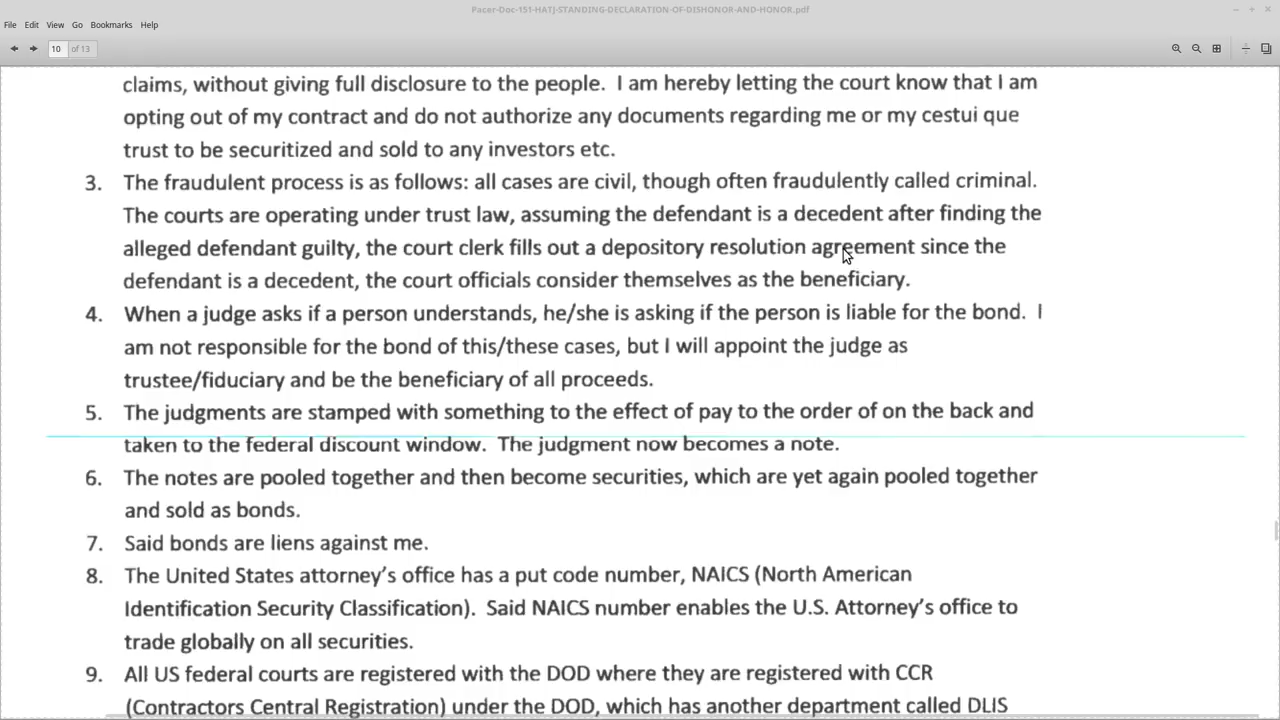 Pacer-Doc-151-HATJ-STANDING-DECLARATION-OF-DISHONOR-AND-HONOR.pdf
File Edit View Go Bookmarks Help
10 of 13
claims, without giving full disclosure to the people. I am hereby letting the court know that I am
opting out of my contract and do not authorize any documents regarding me or my cestui que
trust to be securitized and sold to any investors etc.
3. The fraudulent process is as follows: all cases are civil, though often fraudulently called criminal.
The courts are operating under trust law, assuming the defendant is a decedent after finding the
alleged defendant guilty, the court clerk fills out a depository resolution agreement since the
defendant is a decedent, the court officials consider themselves as the beneficiary.
4. When a judge asks if a person understands, he/she is asking if the person is liable for the bond. I
am not responsible for the bond of this/these cases, but I will appoint the judge as
trustee/fiduciary and be the beneficiary of all proceeds.
5. The judgments are stamped with something to the effect of pay to the order of on the back and
taken to the federal discount window. The judgment now becomes a note.
6. The notes are pooled together and then become securities, which are yet again pooled together
and sold as bonds.
7. Said bonds are liens against me.
8. The United States attorney's office has a put code number, NAICS (North American
Identification Security Classification). Said NAICS number enables the U.S. Attorney's office to
trade globally on all securities.
9. All US federal courts are registered with the DOD where they are registered with CCR
(Contractors Central Registration) under the DOD, which has another department called DLIS